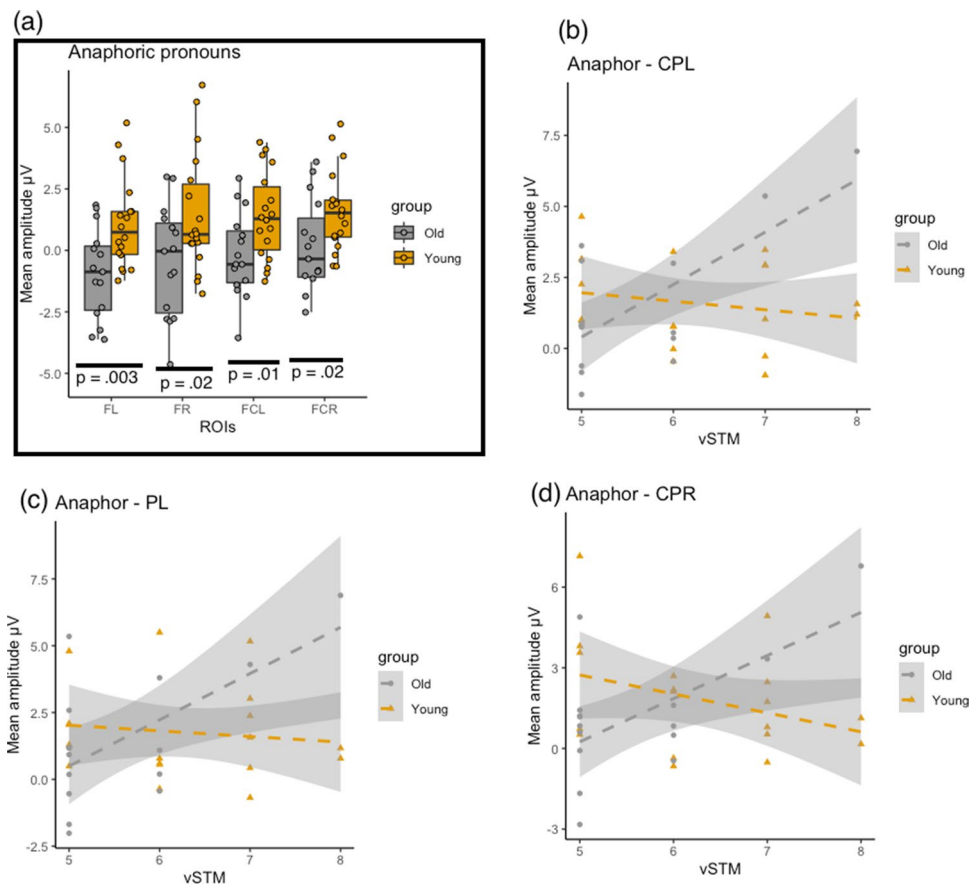 (a)
Anaphoric pronouns
Mean amplitude µV
5.0
2.5
0.0
-2.5
-5.0
p = .003
p = .02
p = .01
p = .02
FL
FR
FCL
FCR
ROIs
group
Old
Young
(b)
Anaphor - CPL
Mean amplitude µV
7.5
5.0
2.5
0.0
5
6
7
8
vSTM
group
Old
Young
(c)
Anaphor - PL
Mean amplitude µV
7.5
5.0
2.5
0.0
-2.5
5
6
7
8
vSTM
group
Old
Young
(d)
Anaphor - CPR
Mean amplitude µV
6
3
0
-3
5
6
7
8
vSTM
group
Old
Young